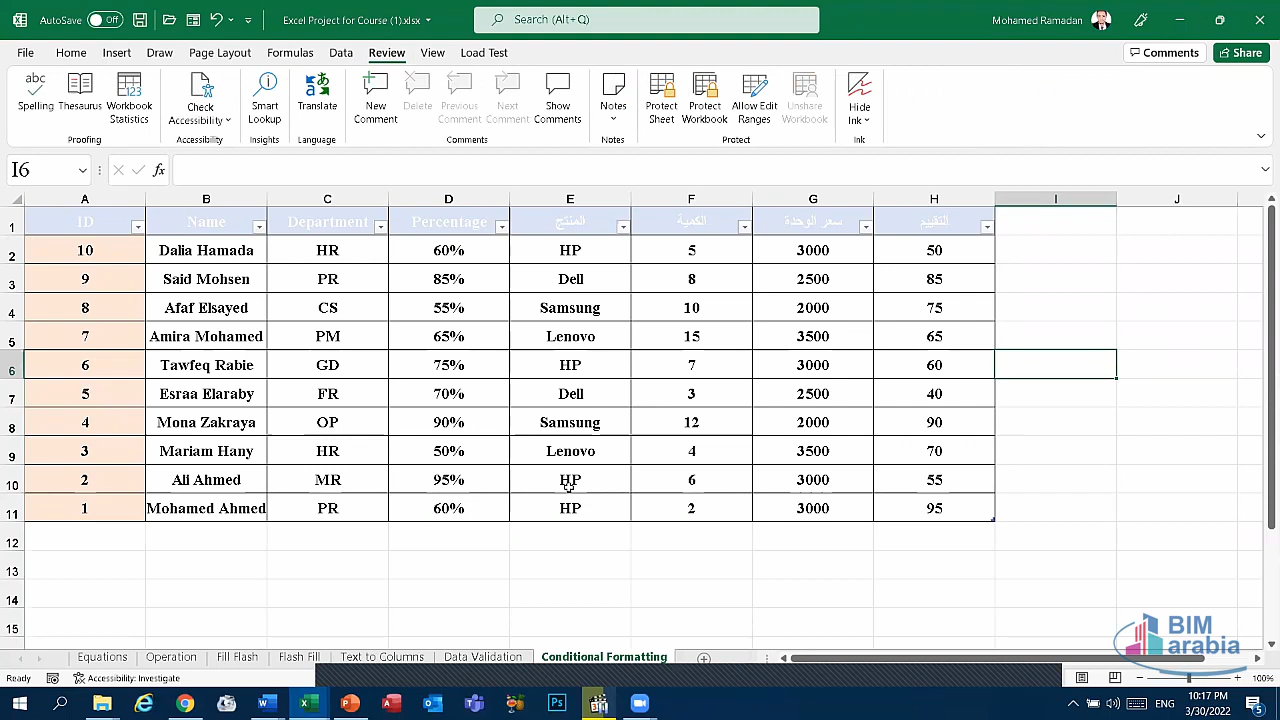 AutoSave Off Excel Project for Course (1).xlsx Search (Alt+Q) Mohamed Ramadan
File Home Insert Draw Page Layout Formulas Data Review View Load Test Comments Share
Spelling Thesaurus Workbook Statistics Check Accessibility Smart Lookup Translate New Comment Delete Previous Comment Next Comment Show Comments Notes Protect Sheet Protect Workbook Allow Edit Ranges Unshare Workbook Hide Ink
Proofing Accessibility Insights Language Comments Notes Protect Ink
I6 fx
A B C D E F G H I J
1 ID Name Department Percentage المنتج الكمية سعر الوحدة التقييم
2 10 Dalia Hamada HR 60% HP 5 3000 50
3 9 Said Mohsen PR 85% Dell 8 2500 85
4 8 Afaf Elsayed CS 55% Samsung 10 2000 75
5 7 Amira Mohamed PM 65% Lenovo 15 3500 65
6 6 Tawfeq Rabie GD 75% HP 7 3000 60
7 5 Esraa Elaraby FR 70% Dell 3 2500 40
8 4 Mona Zakraya OP 90% Samsung 12 2000 90
9 3 Mariam Hany HR 50% Lenovo 4 3500 70
10 2 Ali Ahmed MR 95% HP 6 3000 55
11 1 Mohamed Ahmed PR 60% HP 2 3000 95
12
13
14
15
BIM arabia
Equations Operation Fill Flash Flash Fill Text to Columns Data Validation Conditional Formatting
Ready Accessibility: Investigate 100%
ENG 10:17 PM
3/30/2022